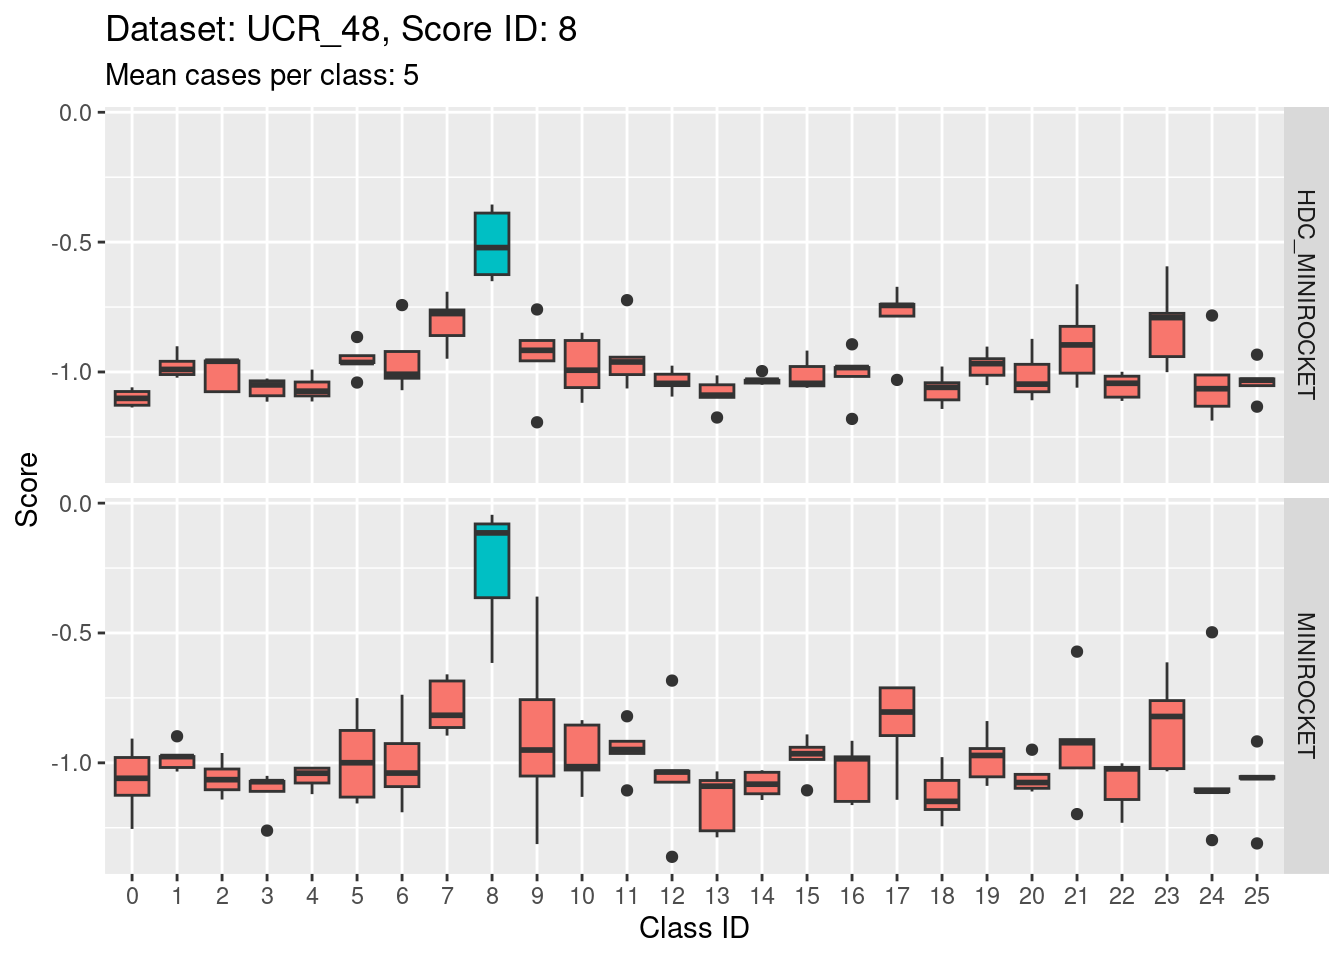 Dataset: UCR_48, Score ID: 8
Mean cases per class: 5
0.0
-0.5
-1.0
HDC_MINIROCKET
Score
0.0
-0.5
-1.0
MINIROCKET
0 1 2 3 4 5 6 7 8 9 10 11 12 13 14 15 16 17 18 19 20 21 22 23 24 25
Class ID